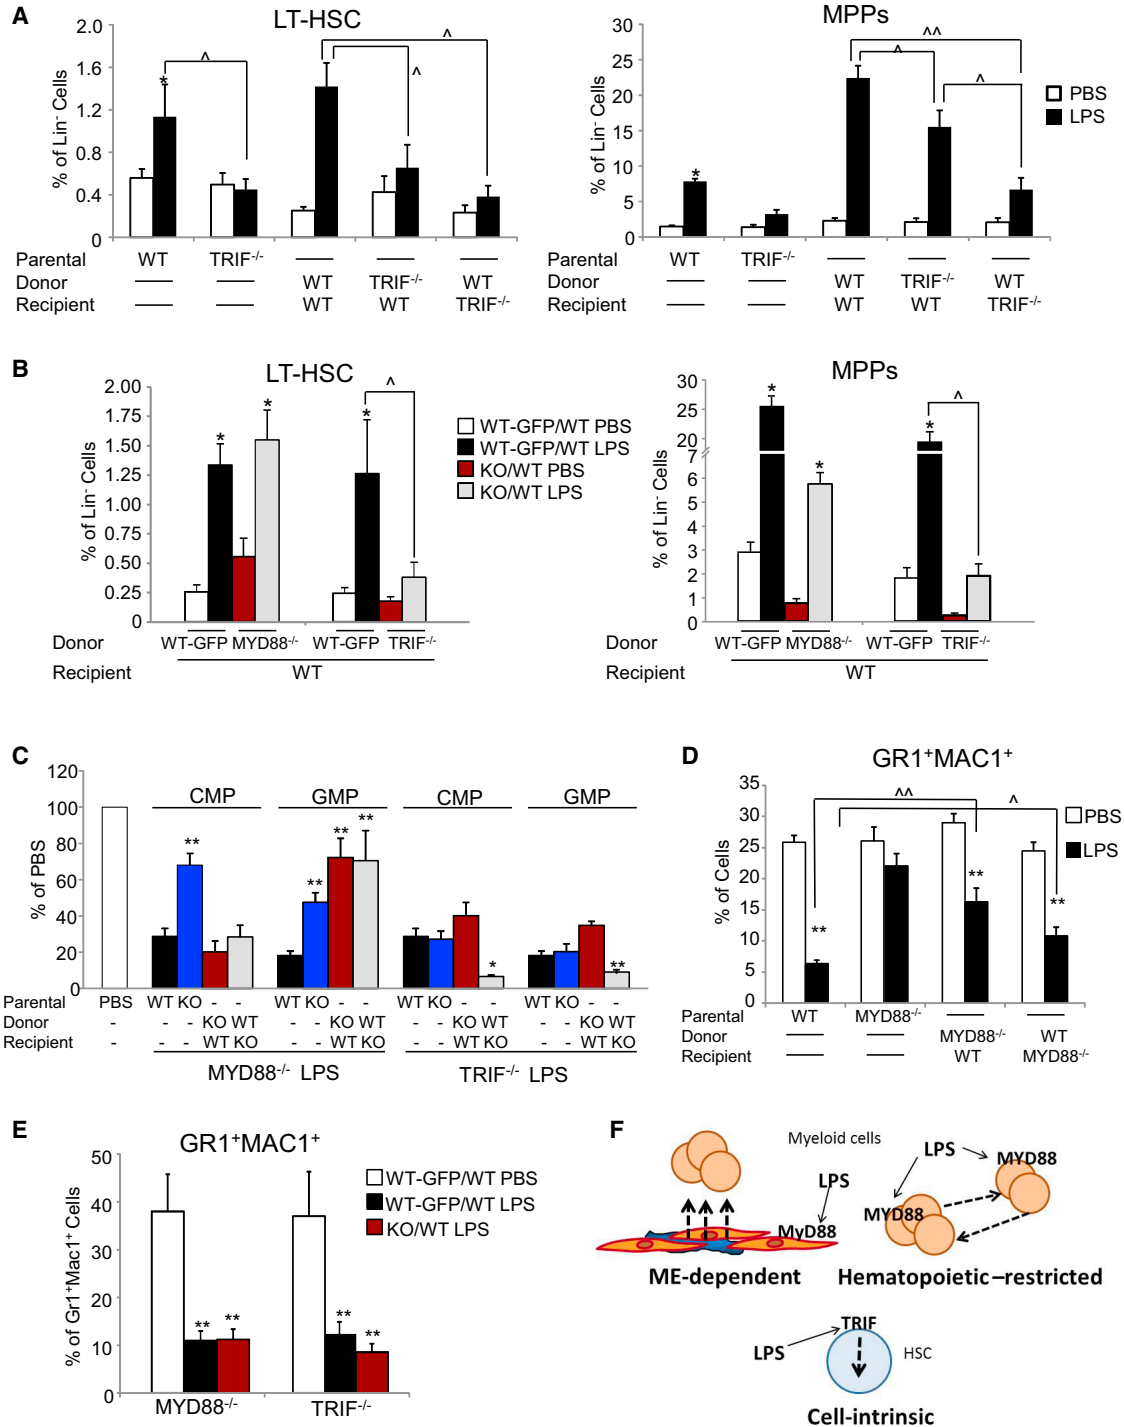 A
LT-HSC
MPPs
% of Lin- Cells
2.0
1.6
1.2
0.8
0.4
0
*
^
^
^
% of Lin- Cells
30
25
20
15
10
5
0
*
^^
^
^
PBS
LPS
Parental WT TRIF-/-
Donor WT TRIF-/- WT
Recipient WT WT TRIF-/-
Parental WT TRIF-/-
Donor WT TRIF-/- WT
Recipient WT WT TRIF-/-
B
LT-HSC
MPPs
% of Lin- Cells
2.00
1.75
1.50
1.25
1.00
0.75
0.50
0.25
0
* * * ^
WT-GFP/WT PBS
WT-GFP/WT LPS
KO/WT PBS
KO/WT LPS
% of Lin- Cells
30
25
20
7
6
5
4
3
2
1
0
* * * ^
Donor WT-GFP MYD88-/- WT-GFP TRIF-/-
Recipient WT
Donor WT-GFP MYD88-/- WT-GFP TRIF-/-
Recipient WT
C
% of PBS
120
100
80
60
40
20
0
CMP GMP CMP GMP
** ** ** ** * **
Parental PBS WT KO - - WT KO - - WT KO - - WT KO - -
Donor - - - KO WT - - KO WT - - KO WT - - KO WT
Recipient - - - WT KO - - WT KO - - WT KO - - WT KO
MYD88-/- LPS TRIF-/- LPS
D
GR1+MAC1+
% of Cells
35
30
25
20
15
10
5
0
^^ ^
** ** **
PBS
LPS
Parental WT MYD88-/-
Donor MYD88-/- WT
Recipient WT MYD88-/-
E
GR1+MAC1+
% of Gr1+Mac1+ Cells
50
40
30
20
10
0
** ** ** **
WT-GFP/WT PBS
WT-GFP/WT LPS
KO/WT LPS
MYD88-/- TRIF-/-
F
Myeloid cells
LPS
MyD88
ME-dependent
LPS
MYD88
MYD88
Hematopoietic–restricted
TRIF
LPS
HSC
Cell-intrinsic